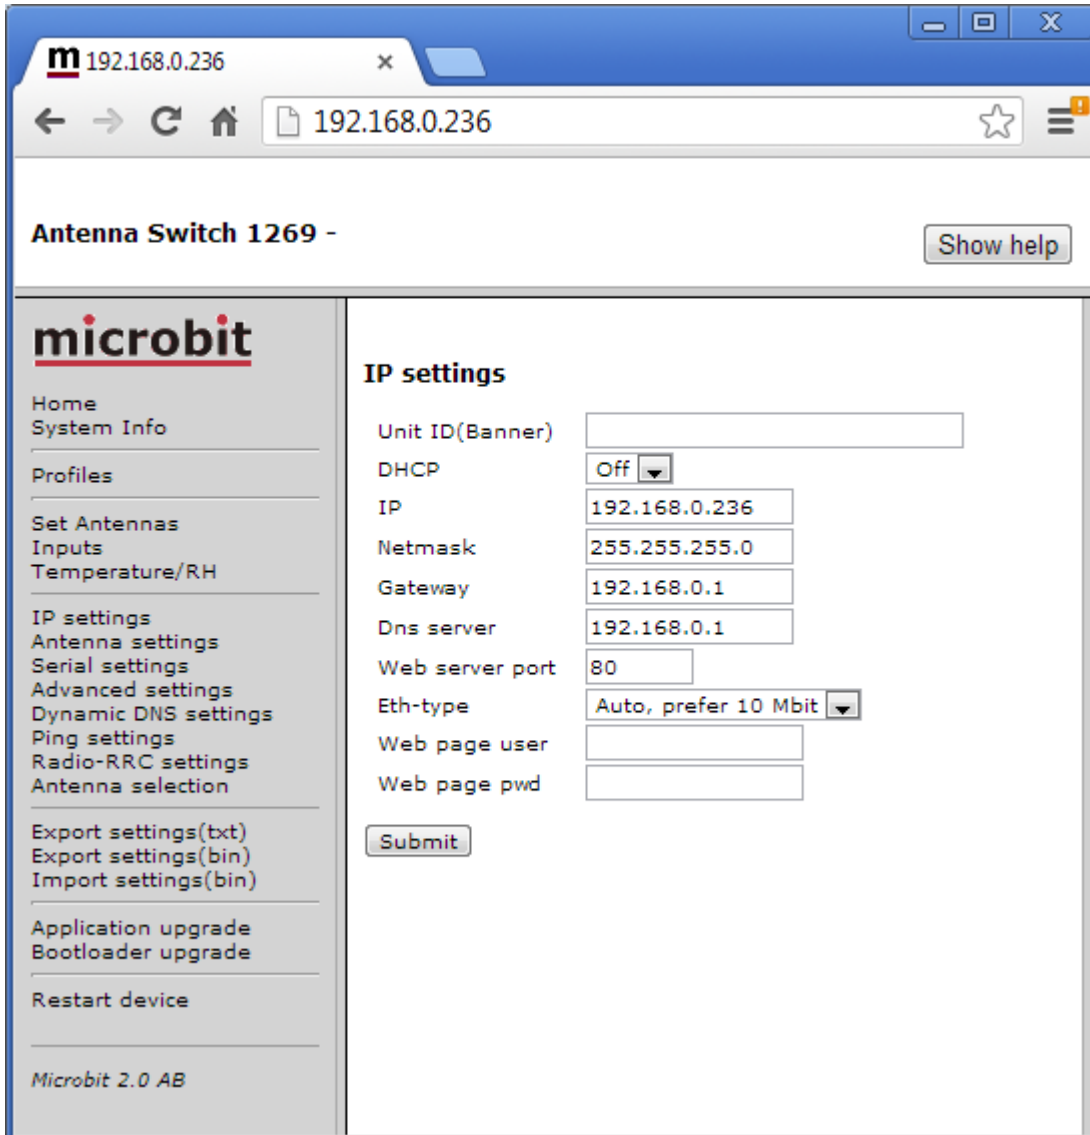 m 192.168.0.236
192.168.0.236
Antenna Switch 1269 -
Show help
microbit
Home
System Info
Profiles
Set Antennas
Inputs
Temperature/RH
IP settings
Antenna settings
Serial settings
Advanced settings
Dynamic DNS settings
Ping settings
Radio-RRC settings
Antenna selection
Export settings(txt)
Export settings(bin)
Import settings(bin)
Application upgrade
Bootloader upgrade
Restart device
Microbit 2.0 AB
IP settings
Unit ID(Banner)
DHCP Off
IP 192.168.0.236
Netmask 255.255.255.0
Gateway 192.168.0.1
Dns server 192.168.0.1
Web server port 80
Eth-type Auto, prefer 10 Mbit
Web page user
Web page pwd
Submit